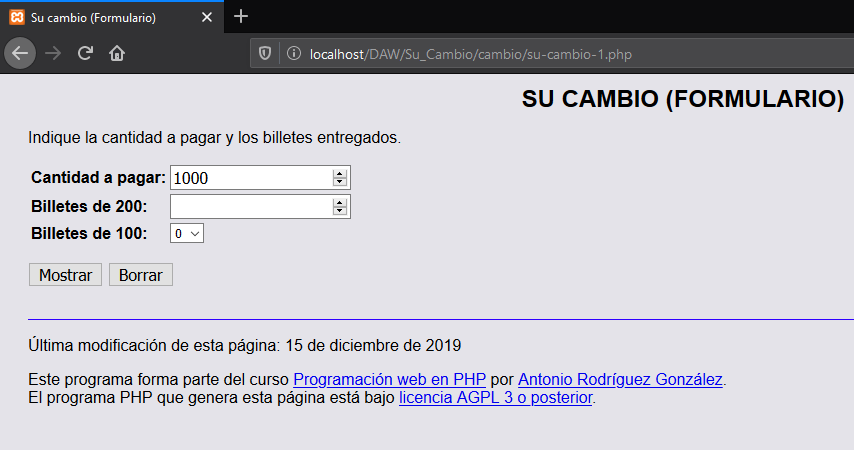 Su cambio (Formulario)
localhost/DAW/Su_Cambio/cambio/su-cambio-1.php
SU CAMBIO (FORMULARIO)
Indique la cantidad a pagar y los billetes entregados.
Cantidad a pagar: 1000
Billetes de 200:
Billetes de 100: 0
Mostrar Borrar
Última modificación de esta página: 15 de diciembre de 2019
Este programa forma parte del curso Programación web en PHP por Antonio Rodríguez González.
El programa PHP que genera esta página está bajo licencia AGPL 3 o posterior.